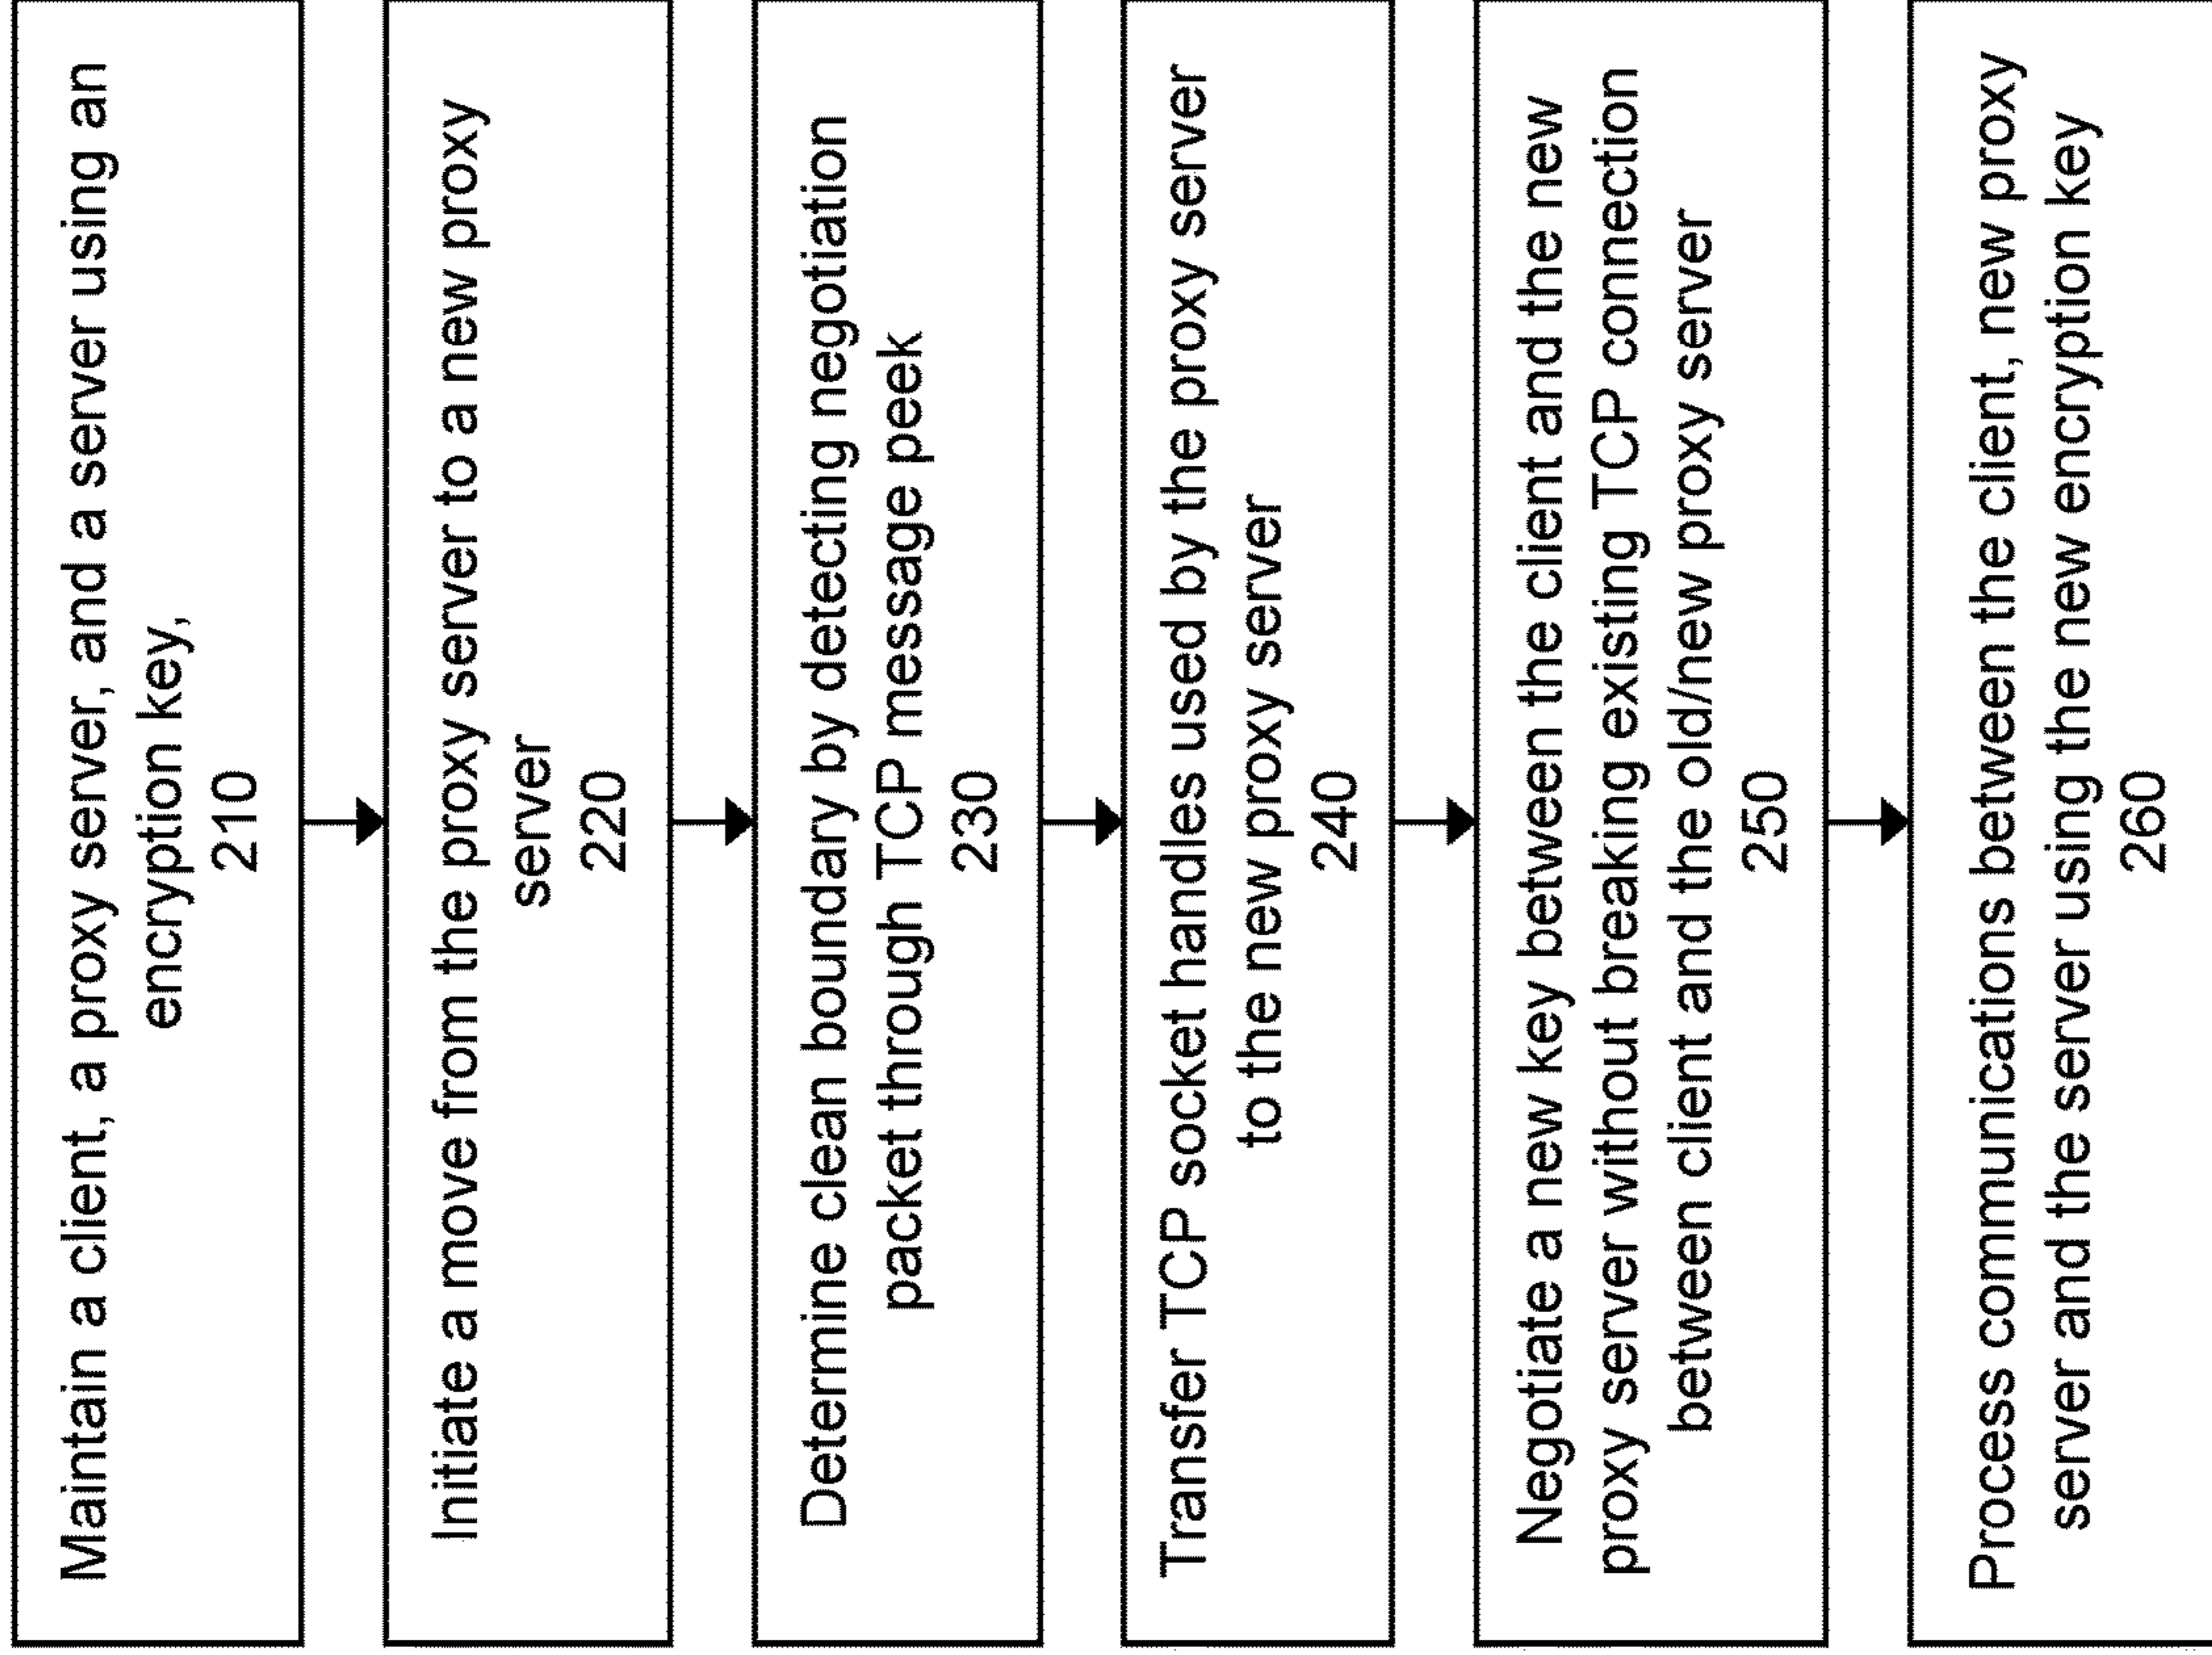 Maintain a client, a proxy server, and a server using an
encryption key,
210
Initiate a move from the proxy server to a new proxy
server
220
Determine clean boundary by detecting negotiation
packet through TCP message peek
230
Transfer TCP socket handles used by the proxy server
to the new proxy server
240
Negotiate a new key between the client and the new
proxy server without breaking existing TCP connection
between client and the old/new proxy server
250
Process communications between the client, new proxy
server and the server using the new encryption key
260